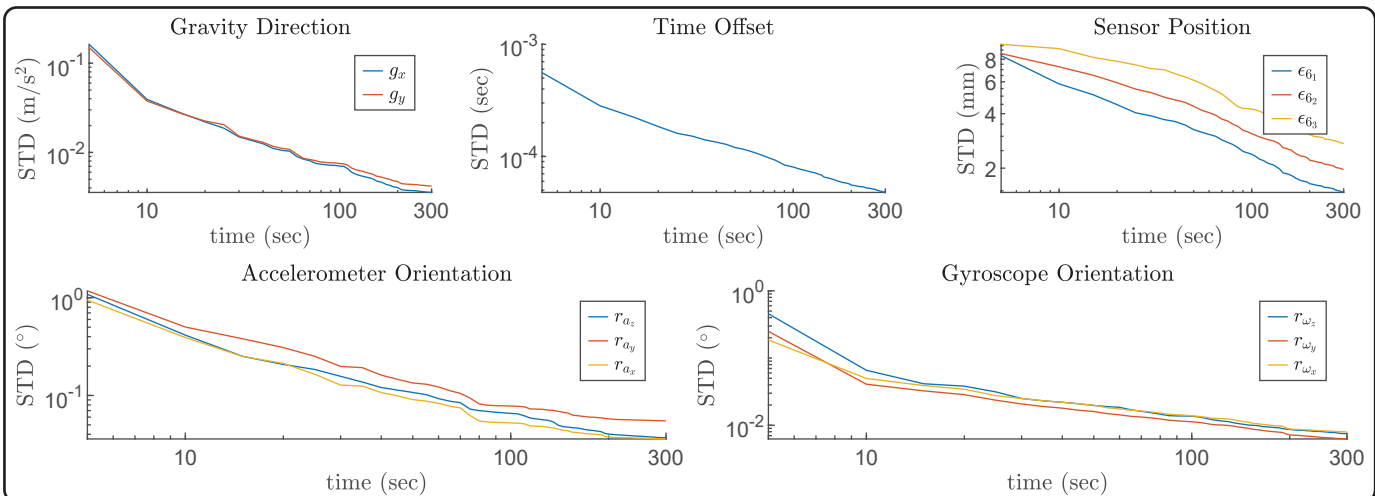 Gravity Direction
STD (m/s²)
10⁻¹
10⁻²
10
100
300
time (sec)
g_x
g_y
Time Offset
STD (sec)
10⁻³
10⁻⁴
10
100
300
time (sec)
Sensor Position
STD (mm)
8
6
4
2
10
100
300
time (sec)
ϵ_{6_1}
ϵ_{6_2}
ϵ_{6_3}
Accelerometer Orientation
STD (°)
10⁰
10⁻¹
10
100
300
time (sec)
r_{a_z}
r_{a_y}
r_{a_x}
Gyroscope Orientation
STD (°)
10⁰
10⁻²
10
100
300
time (sec)
r_{ω_z}
r_{ω_y}
r_{ω_x}